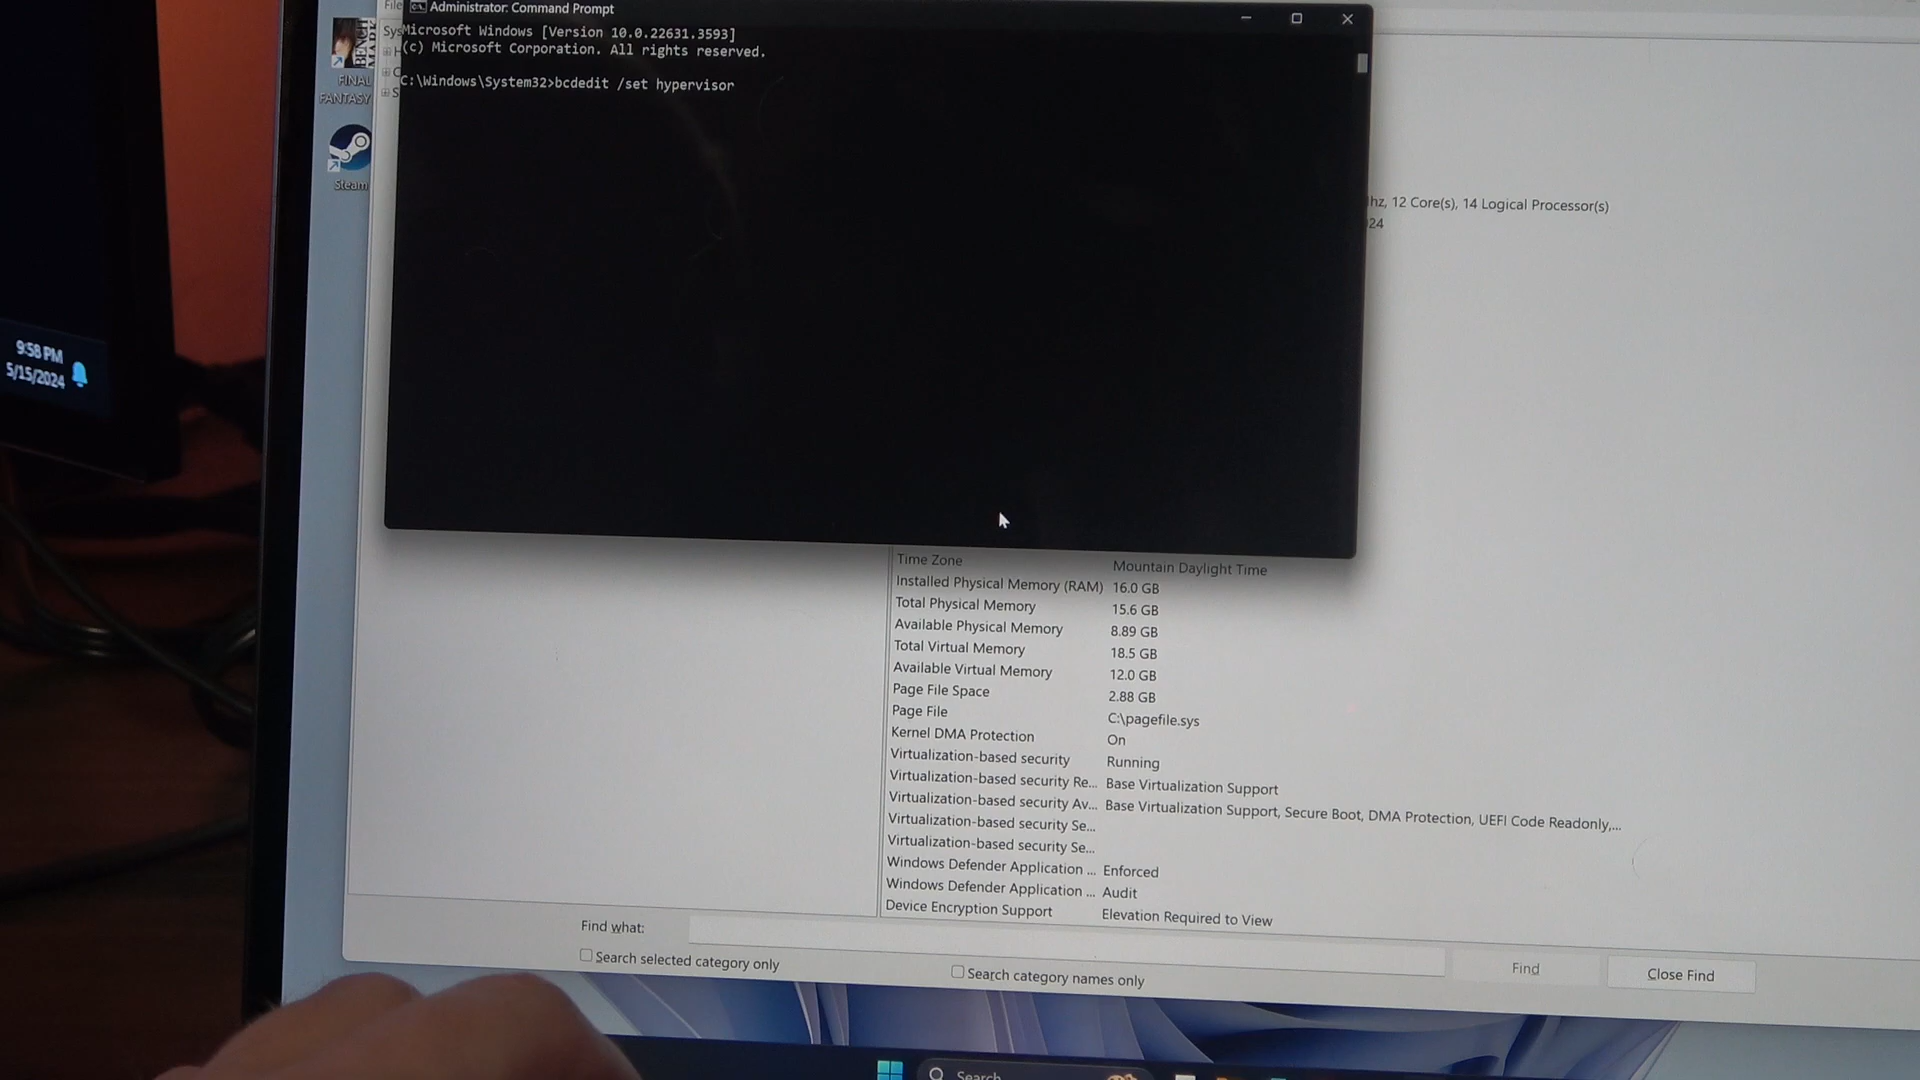 File
Administrator: Command Prompt
Sys
Microsoft Windows [Version 10.0.22631.3593]
(c) Microsoft Corporation. All rights reserved.
C:\Windows\System32>bcdedit /set hypervisor
FINAL
FANTASY
Steam
9:58 PM
5/15/2024
hz, 12 Core(s), 14 Logical Processor(s)
24
Time Zone Mountain Daylight Time
Installed Physical Memory (RAM) 16.0 GB
Total Physical Memory 15.6 GB
Available Physical Memory 8.89 GB
Total Virtual Memory 18.5 GB
Available Virtual Memory 12.0 GB
Page File Space 2.88 GB
Page File C:\pagefile.sys
Kernel DMA Protection On
Virtualization-based security Running
Virtualization-based security Re... Base Virtualization Support
Virtualization-based security Av... Base Virtualization Support, Secure Boot, DMA Protection, UEFI Code Readonly,...
Virtualization-based security Se...
Virtualization-based security Se...
Windows Defender Application ... Enforced
Windows Defender Application ... Audit
Device Encryption Support Elevation Required to View
Find what:
Find
Close Find
Search selected category only
Search category names only
Search